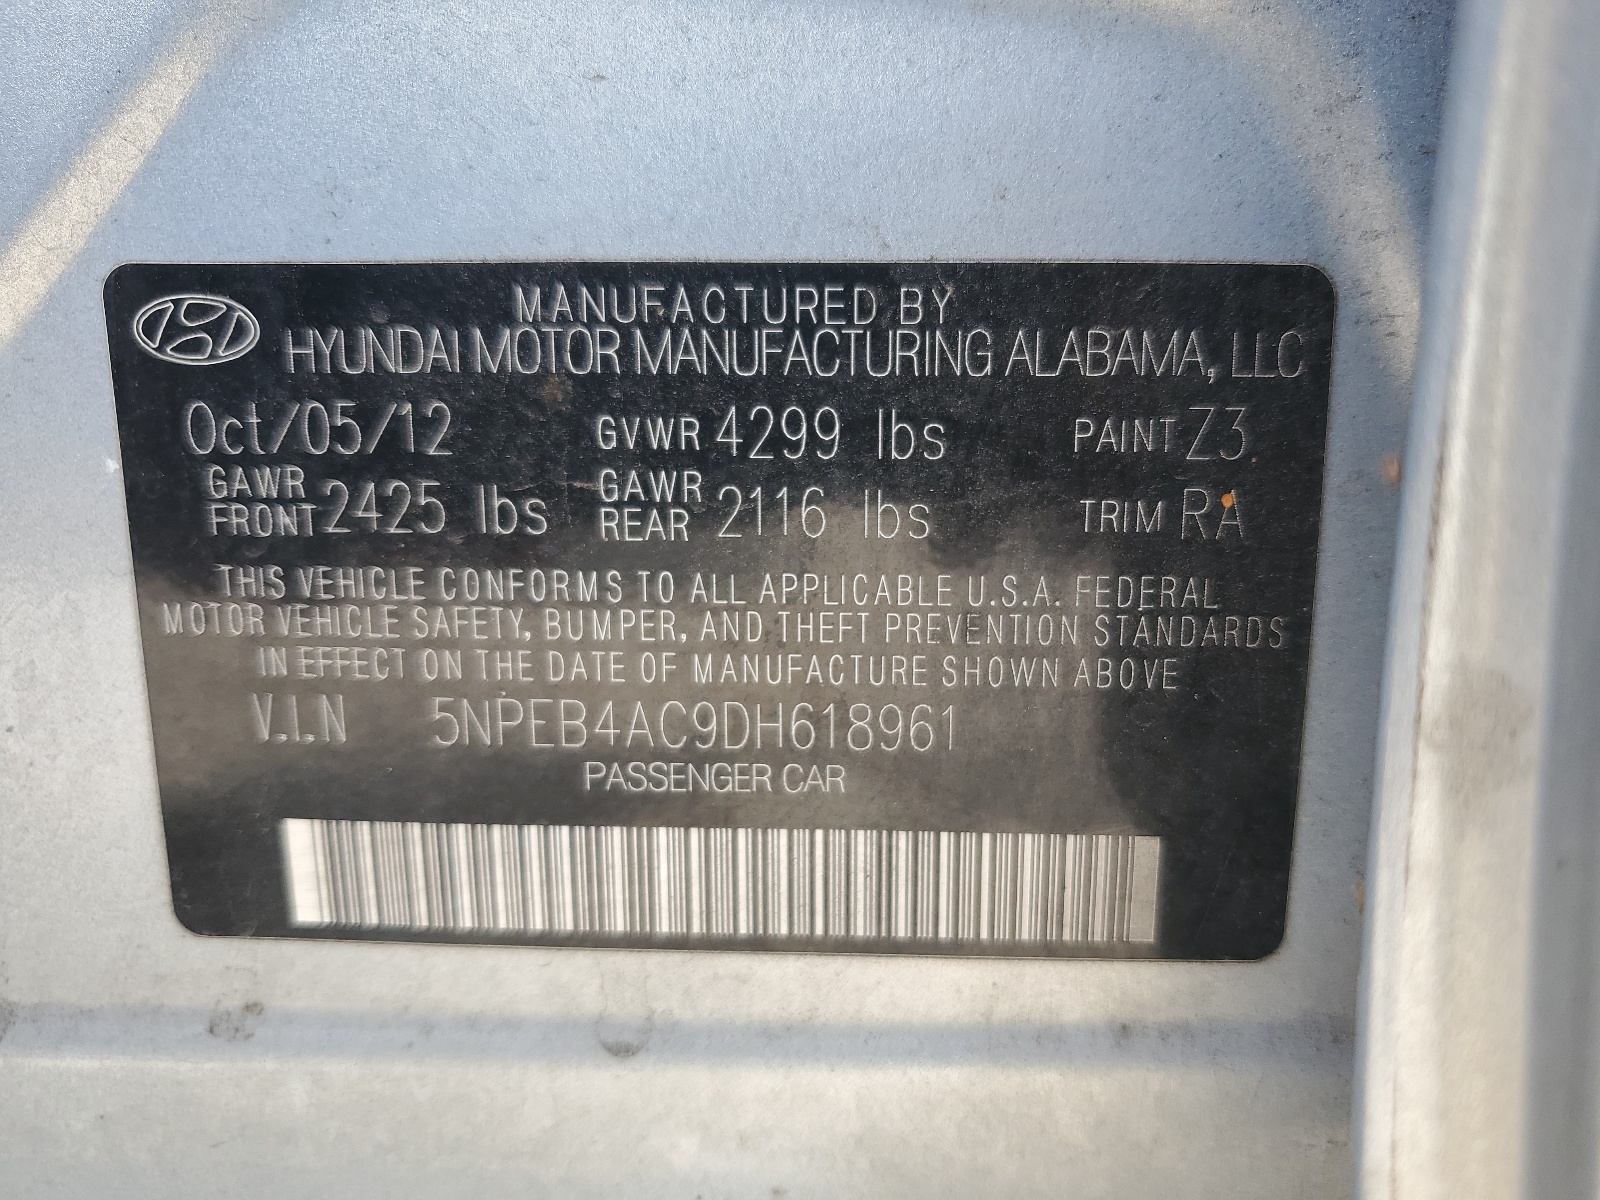 MANUFACTURED BY
HYUNDAI MOTOR MANUFACTURING ALABAMA, LLC
Oct/05/12 GVWR 4299 lbs PAINT Z3
GAWR FRONT 2425 lbs GAWR REAR 2116 lbs TRIM RA
THIS VEHICLE CONFORMS TO ALL APPLICABLE U.S.A. FEDERAL
MOTOR VEHICLE SAFETY, BUMPER, AND THEFT PREVENTION STANDARDS
IN EFFECT ON THE DATE OF MANUFACTURE SHOWN ABOVE
V.I.N 5NPEB4AC9DH618961
PASSENGER CAR